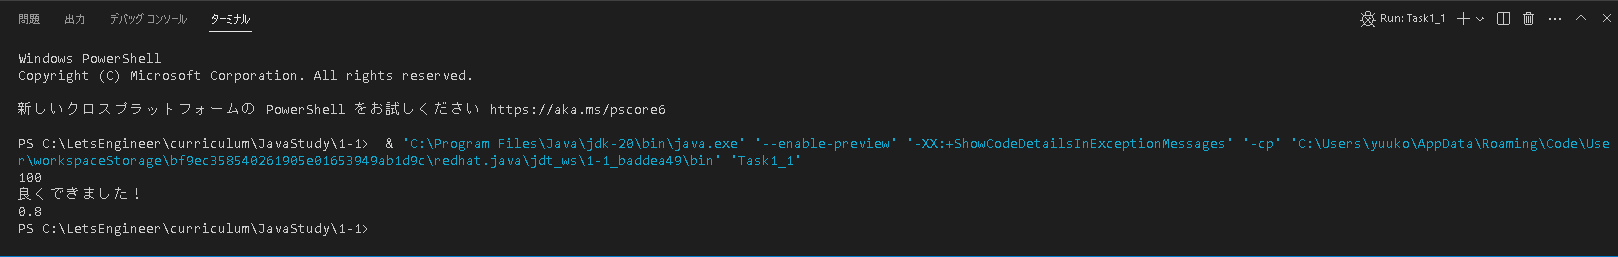 問題 出力 デバッグ コンソール ターミナル Run: Task1_1
Windows PowerShell
Copyright (C) Microsoft Corporation. All rights reserved.
新しいクロスプラットフォームの PowerShell をお試しください https://aka.ms/pscore6
PS C:\LetsEngineer\curriculum\JavaStudy\1-1>  & 'C:\Program Files\Java\jdk-20\bin\java.exe' '--enable-preview' '-XX:+ShowCodeDetailsInExceptionMessages' '-cp' 'C:\Users\yuuko\AppData\Roaming\Code\Use
r\workspaceStorage\bf9ec358540261905e01653949ab1d9c\redhat.java\jdt_ws\1-1_baddea49\bin' 'Task1_1'
100
良くできました！
0.8
PS C:\LetsEngineer\curriculum\JavaStudy\1-1>